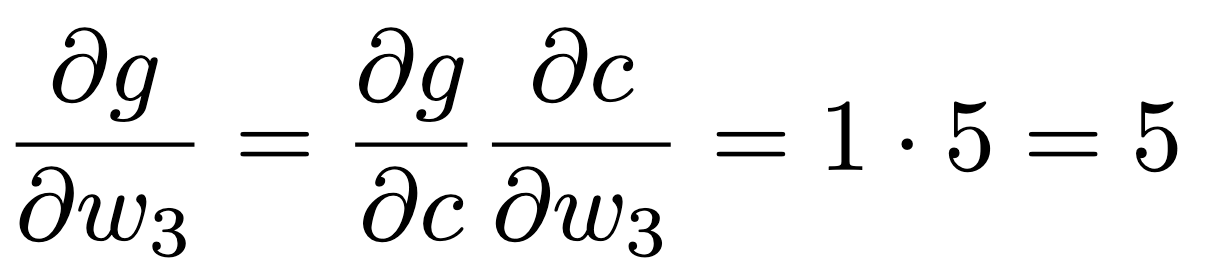 ∂g/∂w₃ = ∂g/∂c ∂c/∂w₃ = 1 · 5 = 5